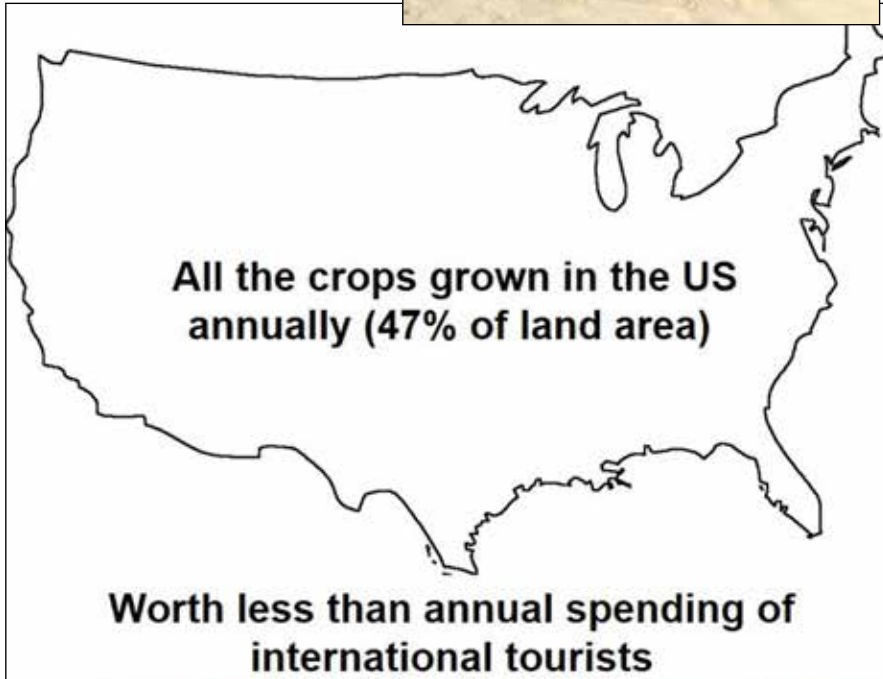 All the crops grown in the US
annually (47% of land area)
Worth less than annual spending of
international tourists